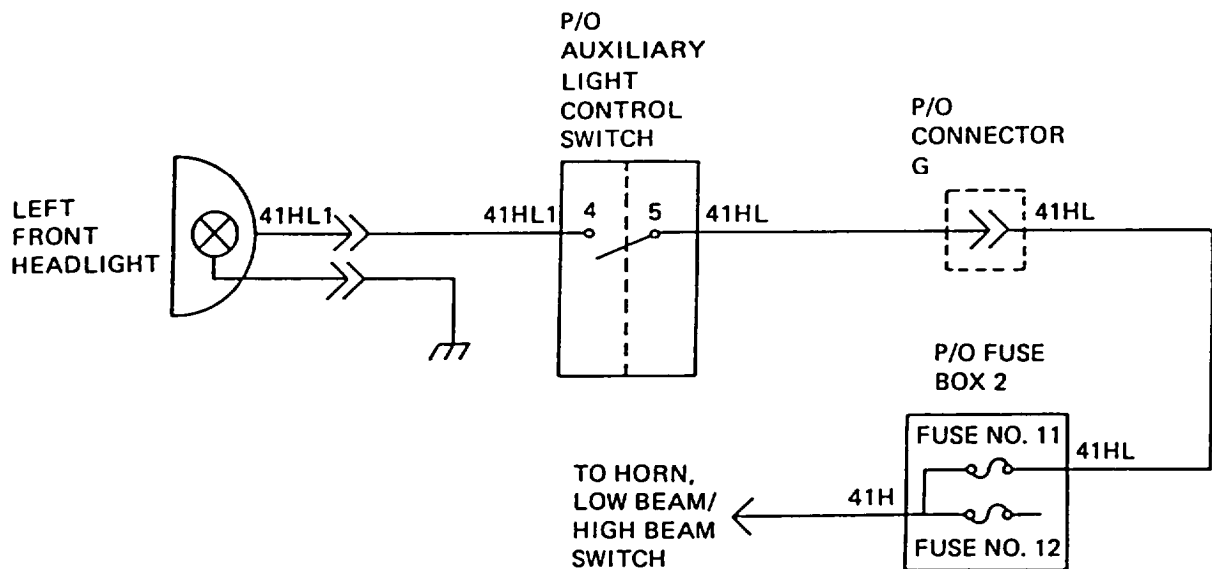 P/O
AUXILIARY
LIGHT
CONTROL
SWITCH
P/O
CONNECTOR
G
LEFT
FRONT
HEADLIGHT
41HL1
41HL1
4
5
41HL
41HL
P/O FUSE
BOX 2
FUSE NO. 11
41HL
TO HORN,
LOW BEAM/
HIGH BEAM
SWITCH
41H
FUSE NO. 12